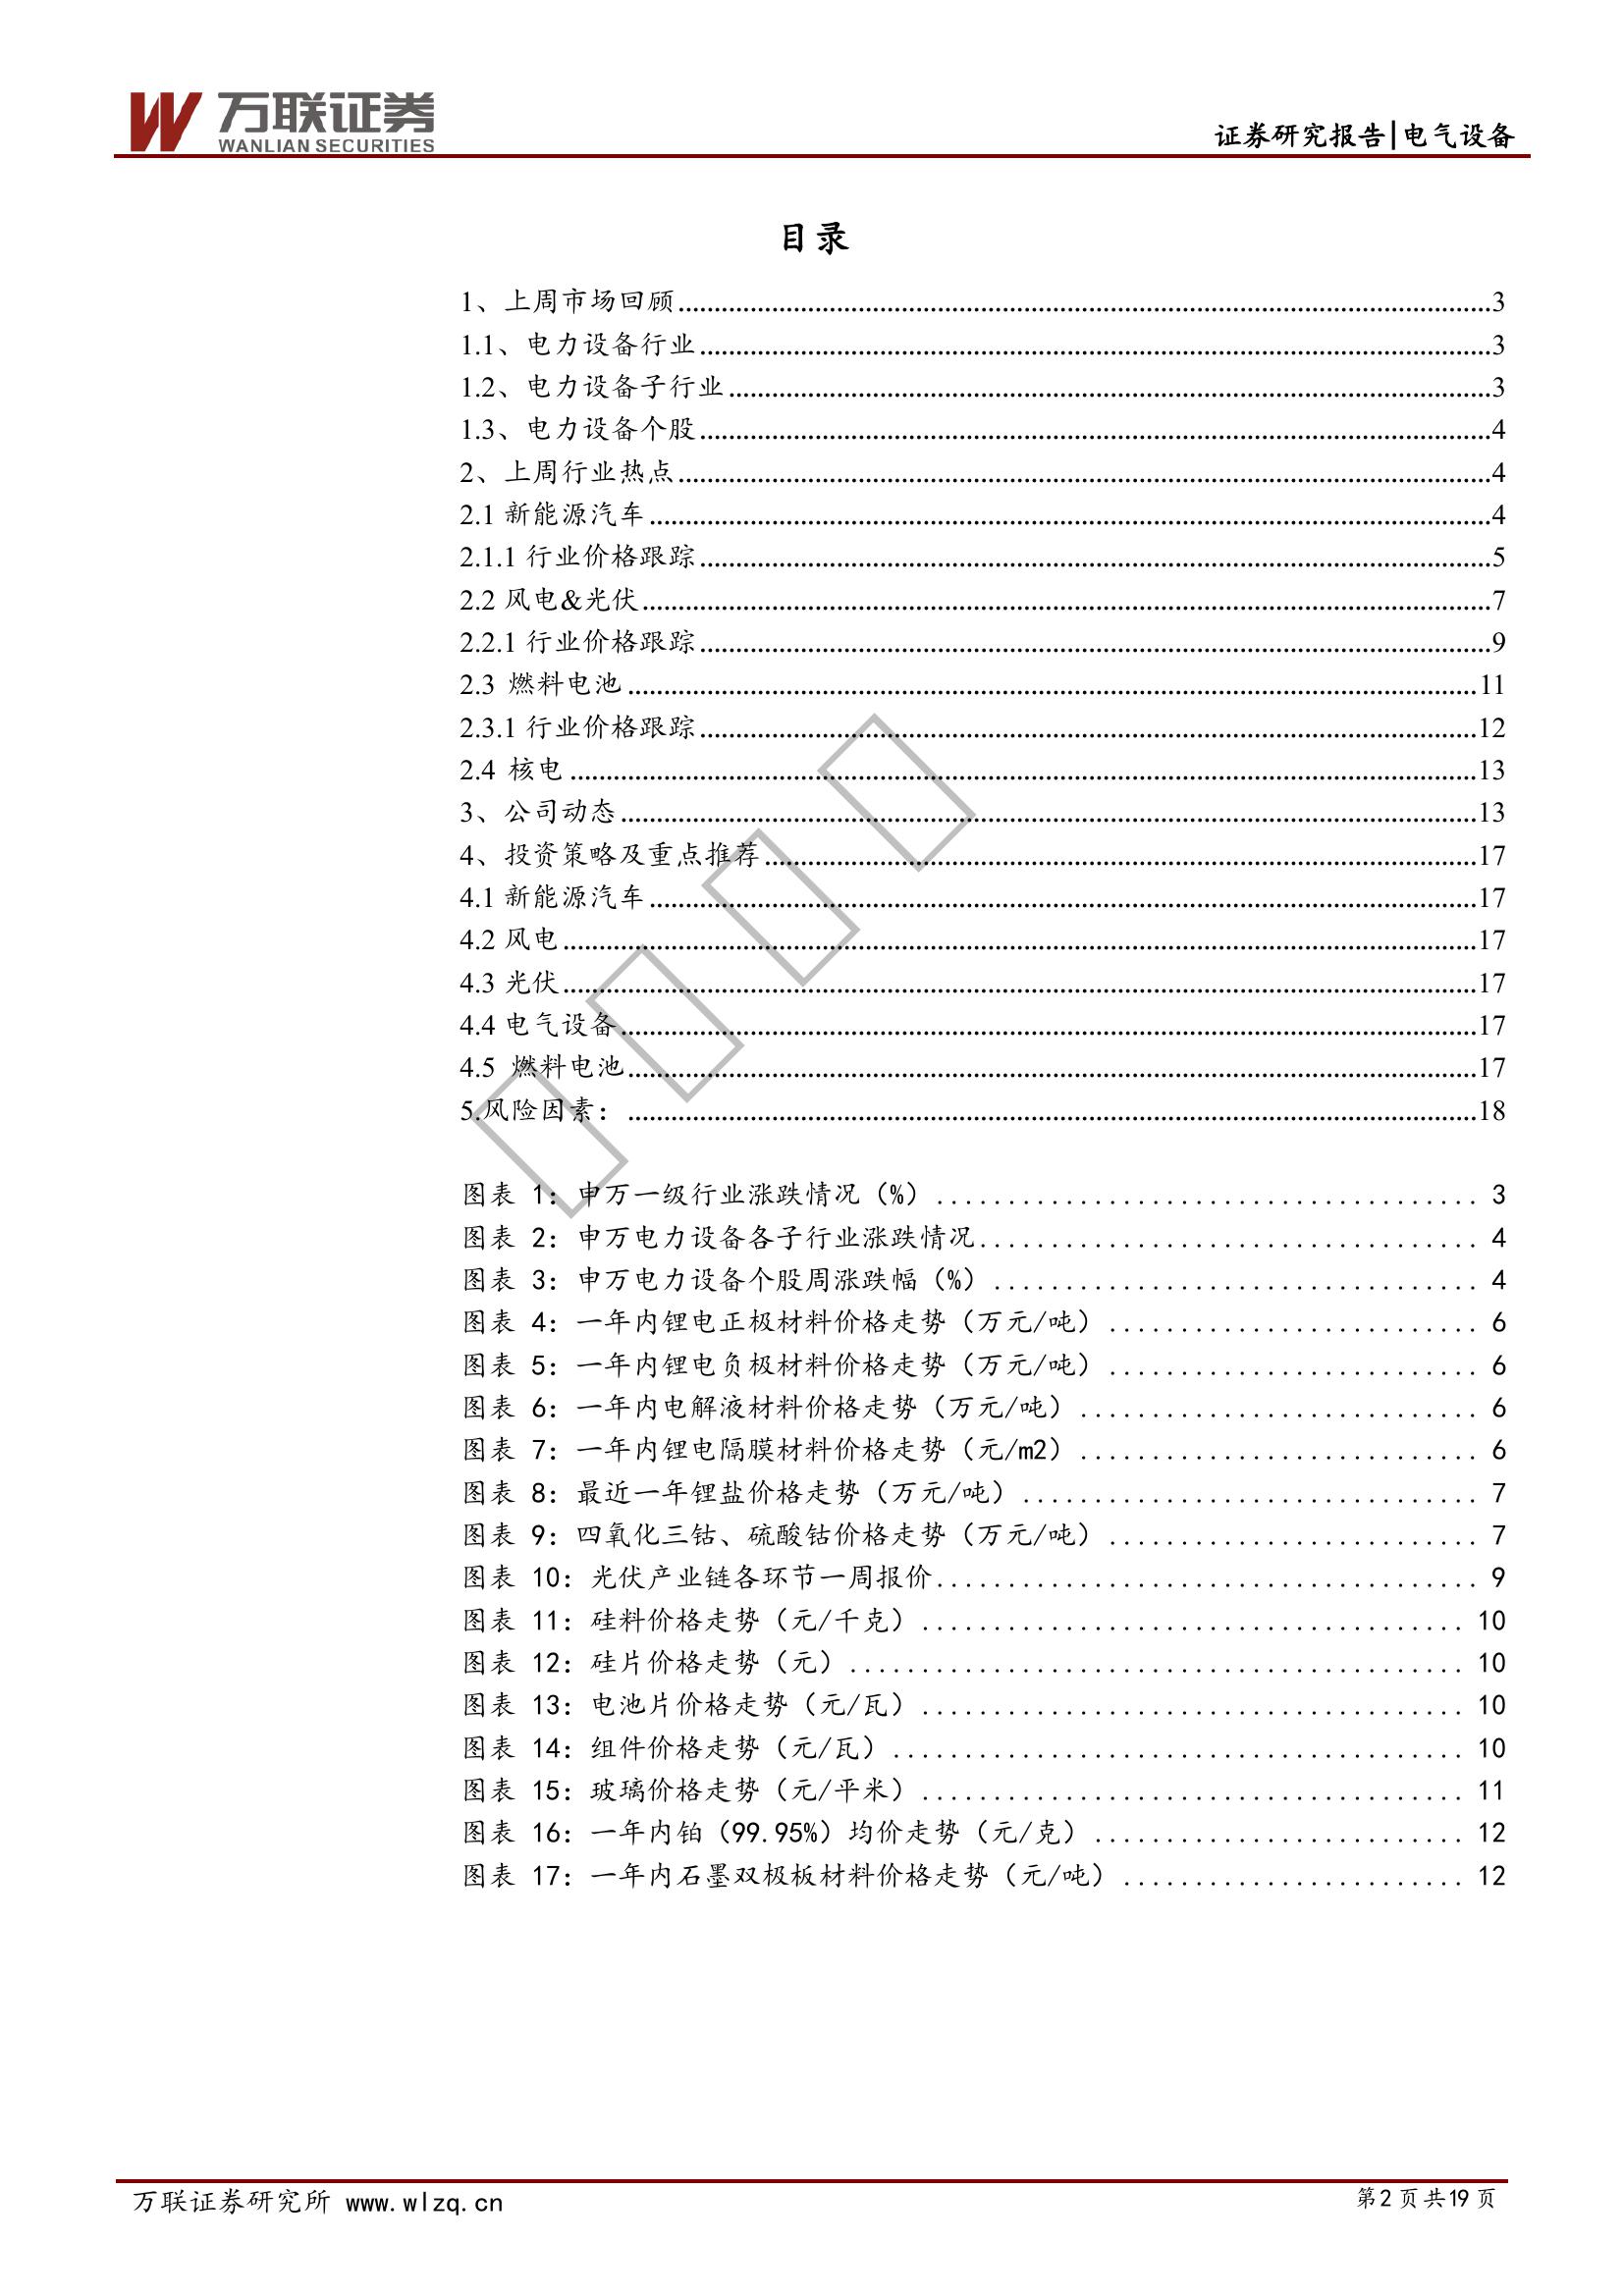 万联证券
WANLIAN SECURITIES
证券研究报告|电气设备
目录
1、上周市场回顾........................3
1.1、电力设备行业........................3
1.2、电力设备子行业........................3
1.3、电力设备个股........................4
2、上周行业热点........................4
2.1 新能源汽车........................4
2.1.1 行业价格跟踪........................5
2.2 风电&光伏........................7
2.2.1 行业价格跟踪........................9
2.3 燃料电池........................11
2.3.1 行业价格跟踪........................12
2.4 核电........................13
3、公司动态........................13
4、投资策略及重点推荐........................17
4.1 新能源汽车........................17
4.2 风电........................17
4.3 光伏........................17
4.4 电气设备........................17
4.5 燃料电池........................17
5.风险因素：........................18
图表 1：申万一级行业涨跌情况（%）........................ 3
图表 2：申万电力设备各子行业涨跌情况........................ 4
图表 3：申万电力设备个股周涨跌幅（%）........................ 4
图表 4：一年内锂电正极材料价格走势（万元/吨）........................ 6
图表 5：一年内锂电负极材料价格走势（万元/吨）........................ 6
图表 6：一年内电解液材料价格走势（万元/吨）........................ 6
图表 7：一年内锂电隔膜材料价格走势（元/m2）........................ 6
图表 8：最近一年锂盐价格走势（万元/吨）........................ 7
图表 9：四氧化三钴、硫酸钴价格走势（万元/吨）........................ 7
图表 10：光伏产业链各环节一周报价........................ 9
图表 11：硅料价格走势（元/千克）........................ 10
图表 12：硅片价格走势（元）........................ 10
图表 13：电池片价格走势（元/瓦）........................ 10
图表 14：组件价格走势（元/瓦）........................ 10
图表 15：玻璃价格走势（元/平米）........................ 11
图表 16：一年内铂（99.95%）均价走势（元/克）........................ 12
图表 17：一年内石墨双极板材料价格走势（元/吨）........................ 12
万联证券研究所 www.wlzq.cn
第2页共19页